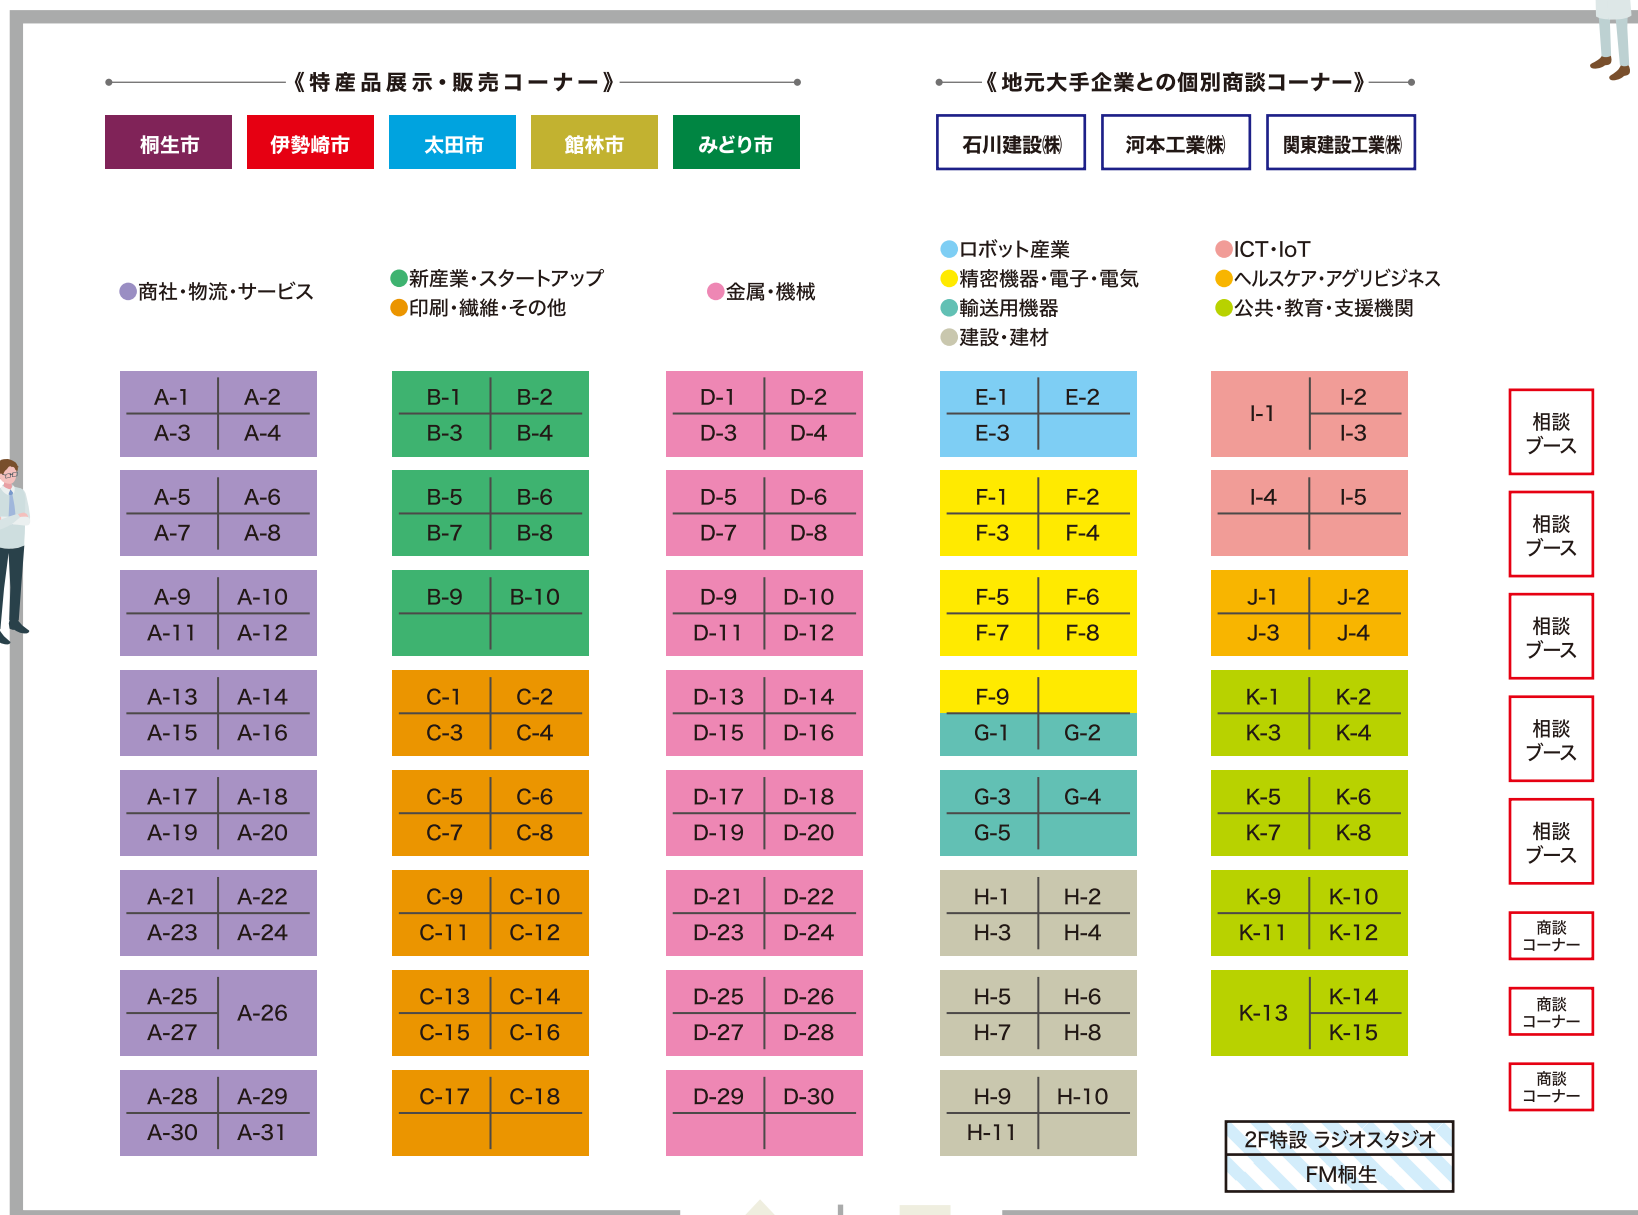 《特産品展示・販売コーナー》
桐生市
伊勢崎市
太田市
館林市
みどり市
《地元大手企業との個別商談コーナー》
石川建設㈱
河本工業㈱
関東建設工業㈱
●商社・物流・サービス
●新産業・スタートアップ
●印刷・繊維・その他
●金属・機械
●ロボット産業
●精密機器・電子・電気
●輸送用機器
●建設・建材
●ICT・IoT
●ヘルスケア・アグリビジネス
●公共・教育・支援機関
A-1 A-2
A-3 A-4
A-5 A-6
A-7 A-8
A-9 A-10
A-11 A-12
A-13 A-14
A-15 A-16
A-17 A-18
A-19 A-20
A-21 A-22
A-23 A-24
A-25
A-26
A-27
A-28 A-29
A-30 A-31
B-1 B-2
B-3 B-4
B-5 B-6
B-7 B-8
B-9 B-10
C-1 C-2
C-3 C-4
C-5 C-6
C-7 C-8
C-9 C-10
C-11 C-12
C-13 C-14
C-15 C-16
C-17 C-18
D-1 D-2
D-3 D-4
D-5 D-6
D-7 D-8
D-9 D-10
D-11 D-12
D-13 D-14
D-15 D-16
D-17 D-18
D-19 D-20
D-21 D-22
D-23 D-24
D-25 D-26
D-27 D-28
D-29 D-30
E-1 E-2
E-3
F-1 F-2
F-3 F-4
F-5 F-6
F-7 F-8
F-9
G-1 G-2
G-3 G-4
G-5
H-1 H-2
H-3 H-4
H-5 H-6
H-7 H-8
H-9 H-10
H-11
I-1
I-2
I-3
I-4 I-5
J-1 J-2
J-3 J-4
K-1 K-2
K-3 K-4
K-5 K-6
K-7 K-8
K-9 K-10
K-11 K-12
K-13
K-14
K-15
相談
ブース
相談
ブース
相談
ブース
相談
ブース
相談
ブース
商談
コーナー
商談
コーナー
商談
コーナー
2F特設 ラジオスタジオ
FM桐生